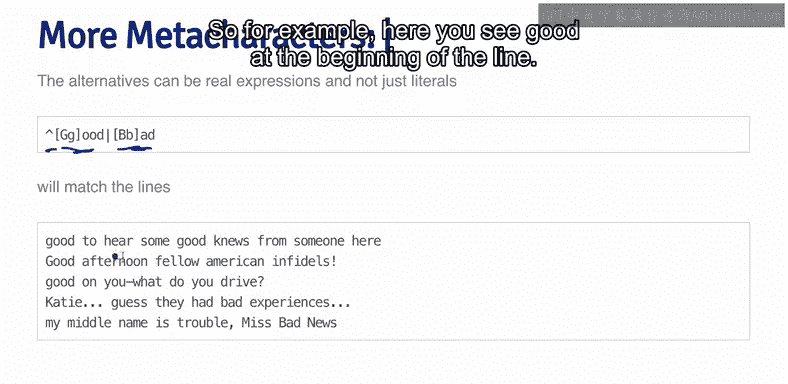 More Metacharacters: |
So for example, here you see good
at the beginning of the line.
The alternatives can be real expressions and not just literals
^[Gg]ood|[Bb]ad
will match the lines
good to hear some good knews from someone here
Good afternoon fellow american infidels!
good on you—what do you drive?
Katie... guess they had bad experiences...
my middle name is trouble, Miss Bad News